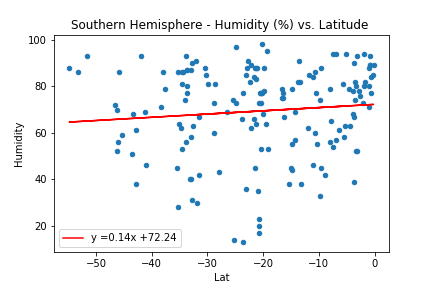 Southern Hemisphere - Humidity (%) vs. Latitude
100
80
60
40
20
Humidity
−50
−40
−30
−20
−10
0
Lat
y =0.14x +72.24